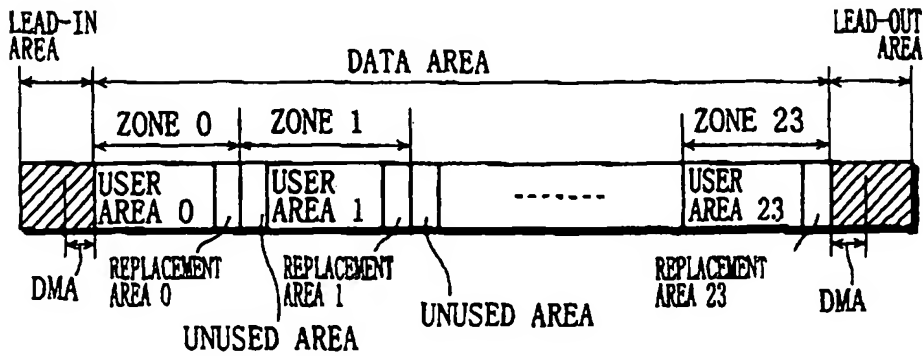 LEAD-IN
AREA
LEAD-OUT
AREA
DATA AREA
ZONE 0
ZONE 1
ZONE 23
USER
AREA 0
USER
AREA 1
------
USER
AREA 23
DMA
REPLACEMENT
AREA 0
REPLACEMENT
AREA 1
REPLACEMENT
AREA 23
DMA
UNUSED AREA
UNUSED AREA